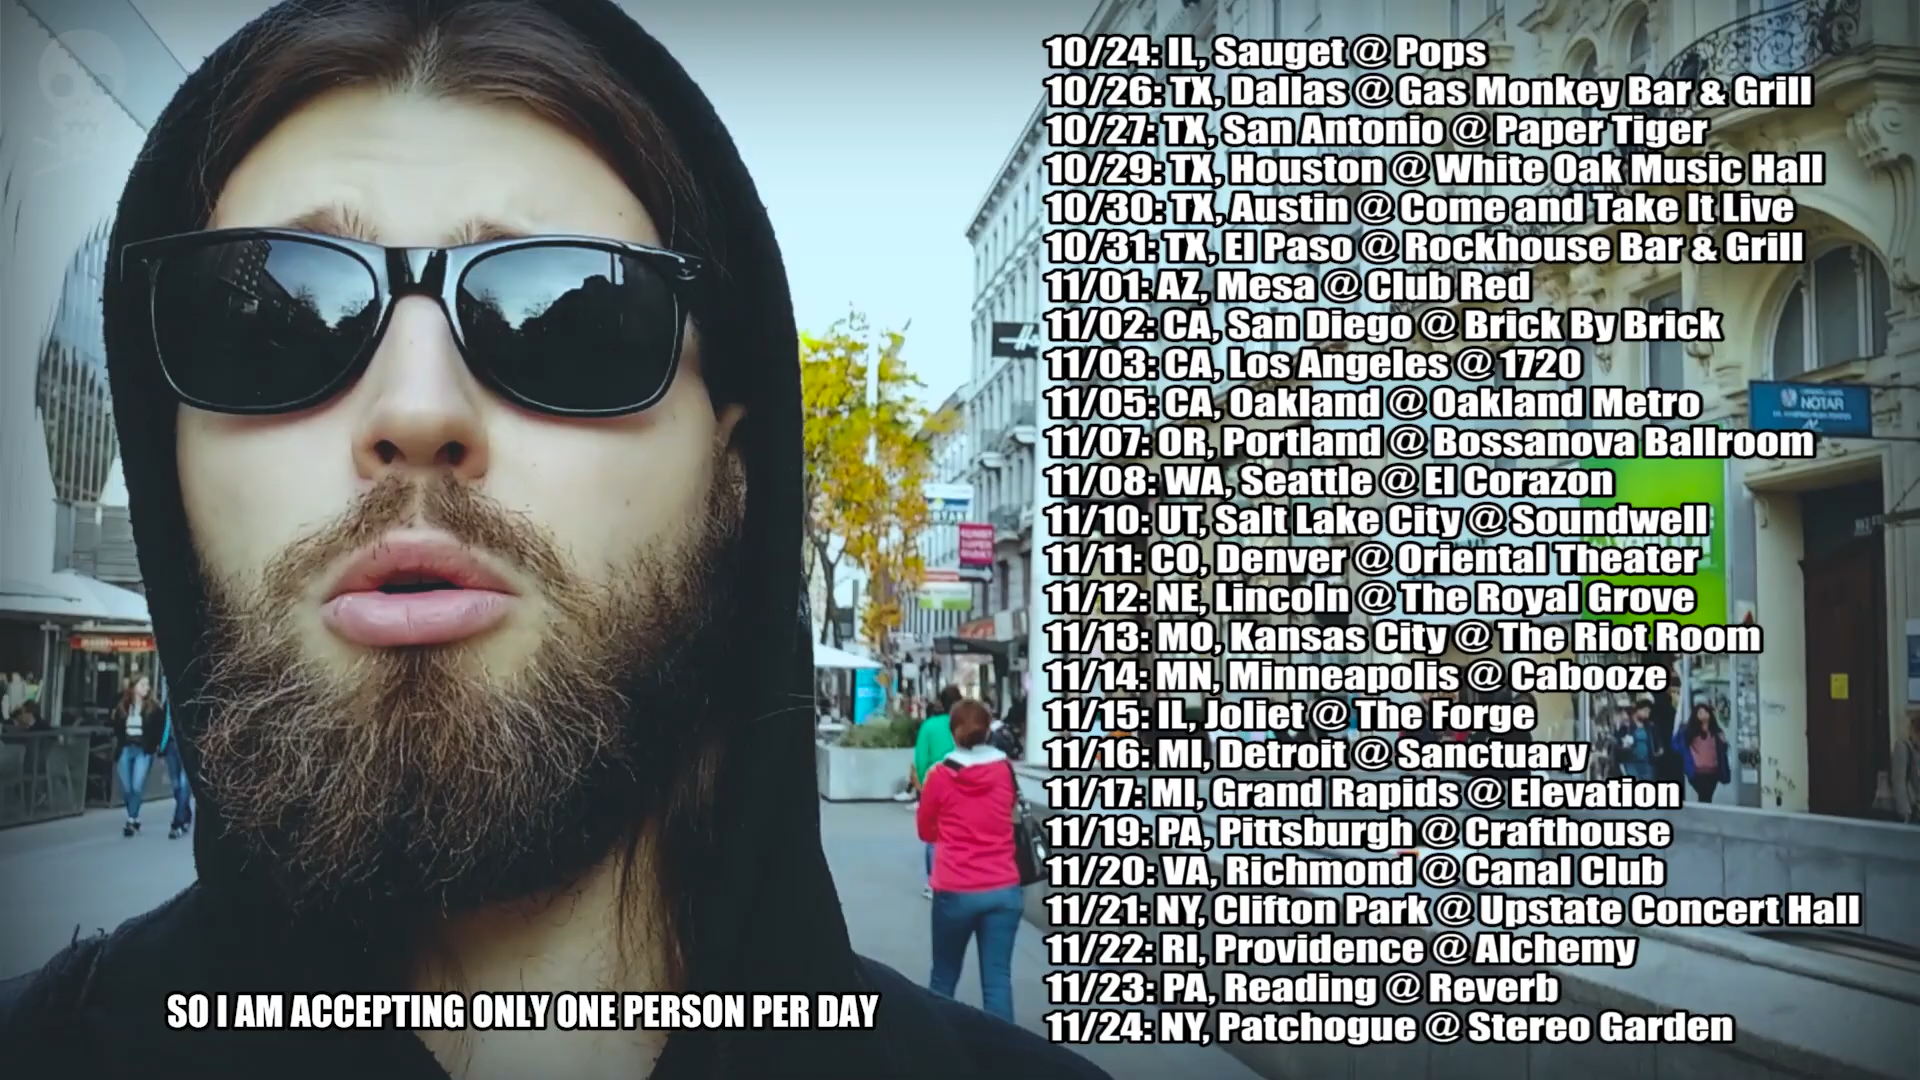 10/24: IL, Sauget @ Pops
10/26: TX, Dallas @ Gas Monkey Bar & Grill
10/27: TX, San Antonio @ Paper Tiger
10/29: TX, Houston @ White Oak Music Hall
10/30: TX, Austin @ Come and Take It Live
10/31: TX, El Paso @ Rockhouse Bar & Grill
11/01: AZ, Mesa @ Club Red
11/02: CA, San Diego @ Brick By Brick
11/03: CA, Los Angeles @ 1720
11/05: CA, Oakland @ Oakland Metro
11/07: OR, Portland @ Bossanova Ballroom
11/08: WA, Seattle @ El Corazon
11/10: UT, Salt Lake City @ Soundwell
11/11: CO, Denver @ Oriental Theater
11/12: NE, Lincoln @ The Royal Grove
11/13: MO, Kansas City @ The Riot Room
11/14: MN, Minneapolis @ Cabooze
11/15: IL, Joliet @ The Forge
11/16: MI, Detroit @ Sanctuary
11/17: MI, Grand Rapids @ Elevation
11/19: PA, Pittsburgh @ Crafthouse
11/20: VA, Richmond @ Canal Club
11/21: NY, Clifton Park @ Upstate Concert Hall
11/22: RI, Providence @ Alchemy
11/23: PA, Reading @ Reverb
11/24: NY, Patchogue @ Stereo Garden
SO I AM ACCEPTING ONLY ONE PERSON PER DAY
NOTAR